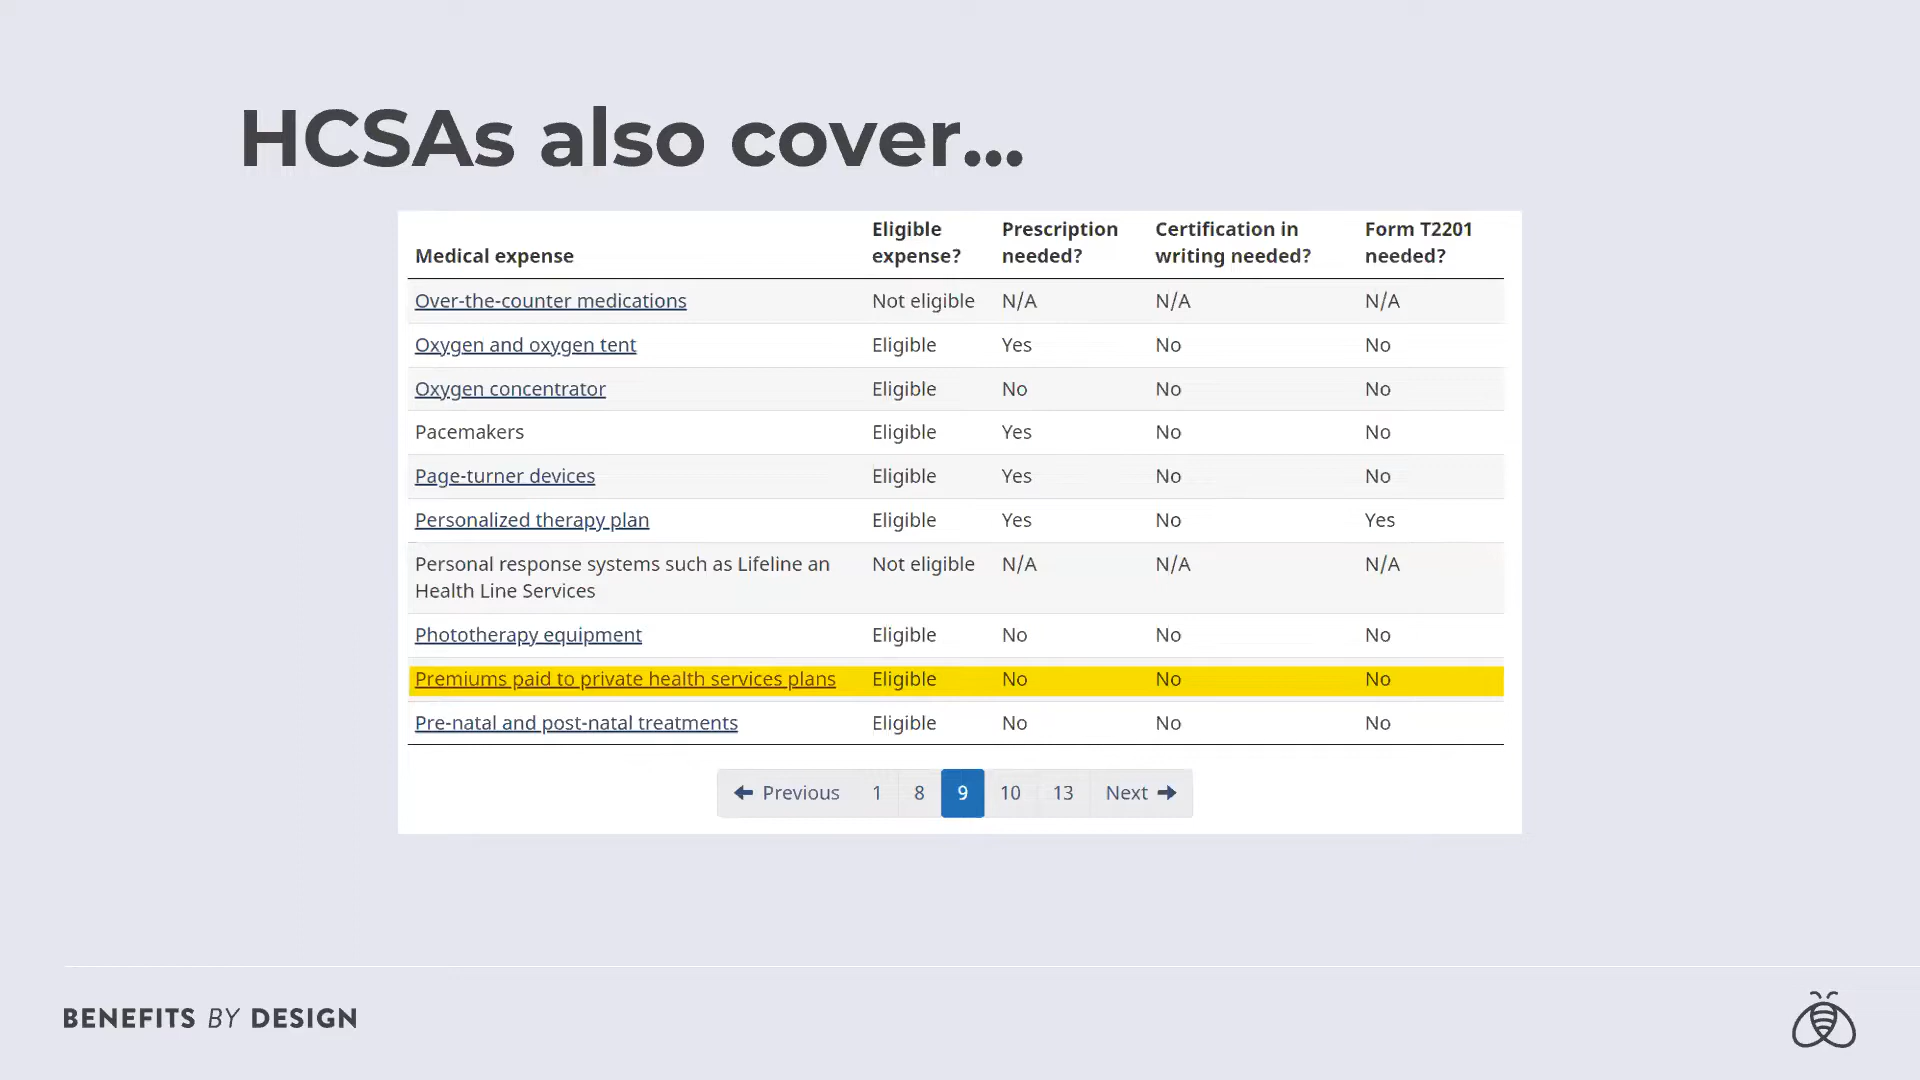 HCSAs also cover...
Medical expense Eligible expense? Prescription needed? Certification in writing needed? Form T2201 needed?
Over-the-counter medications Not eligible N/A N/A N/A
Oxygen and oxygen tent Eligible Yes No No
Oxygen concentrator Eligible No No No
Pacemakers Eligible Yes No No
Page-turner devices Eligible Yes No No
Personalized therapy plan Eligible Yes No Yes
Personal response systems such as Lifeline an Health Line Services Not eligible N/A N/A N/A
Phototherapy equipment Eligible No No No
Premiums paid to private health services plans Eligible No No No
Pre-natal and post-natal treatments Eligible No No No
Previous 1 8 9 10 13 Next
BENEFITS BY DESIGN